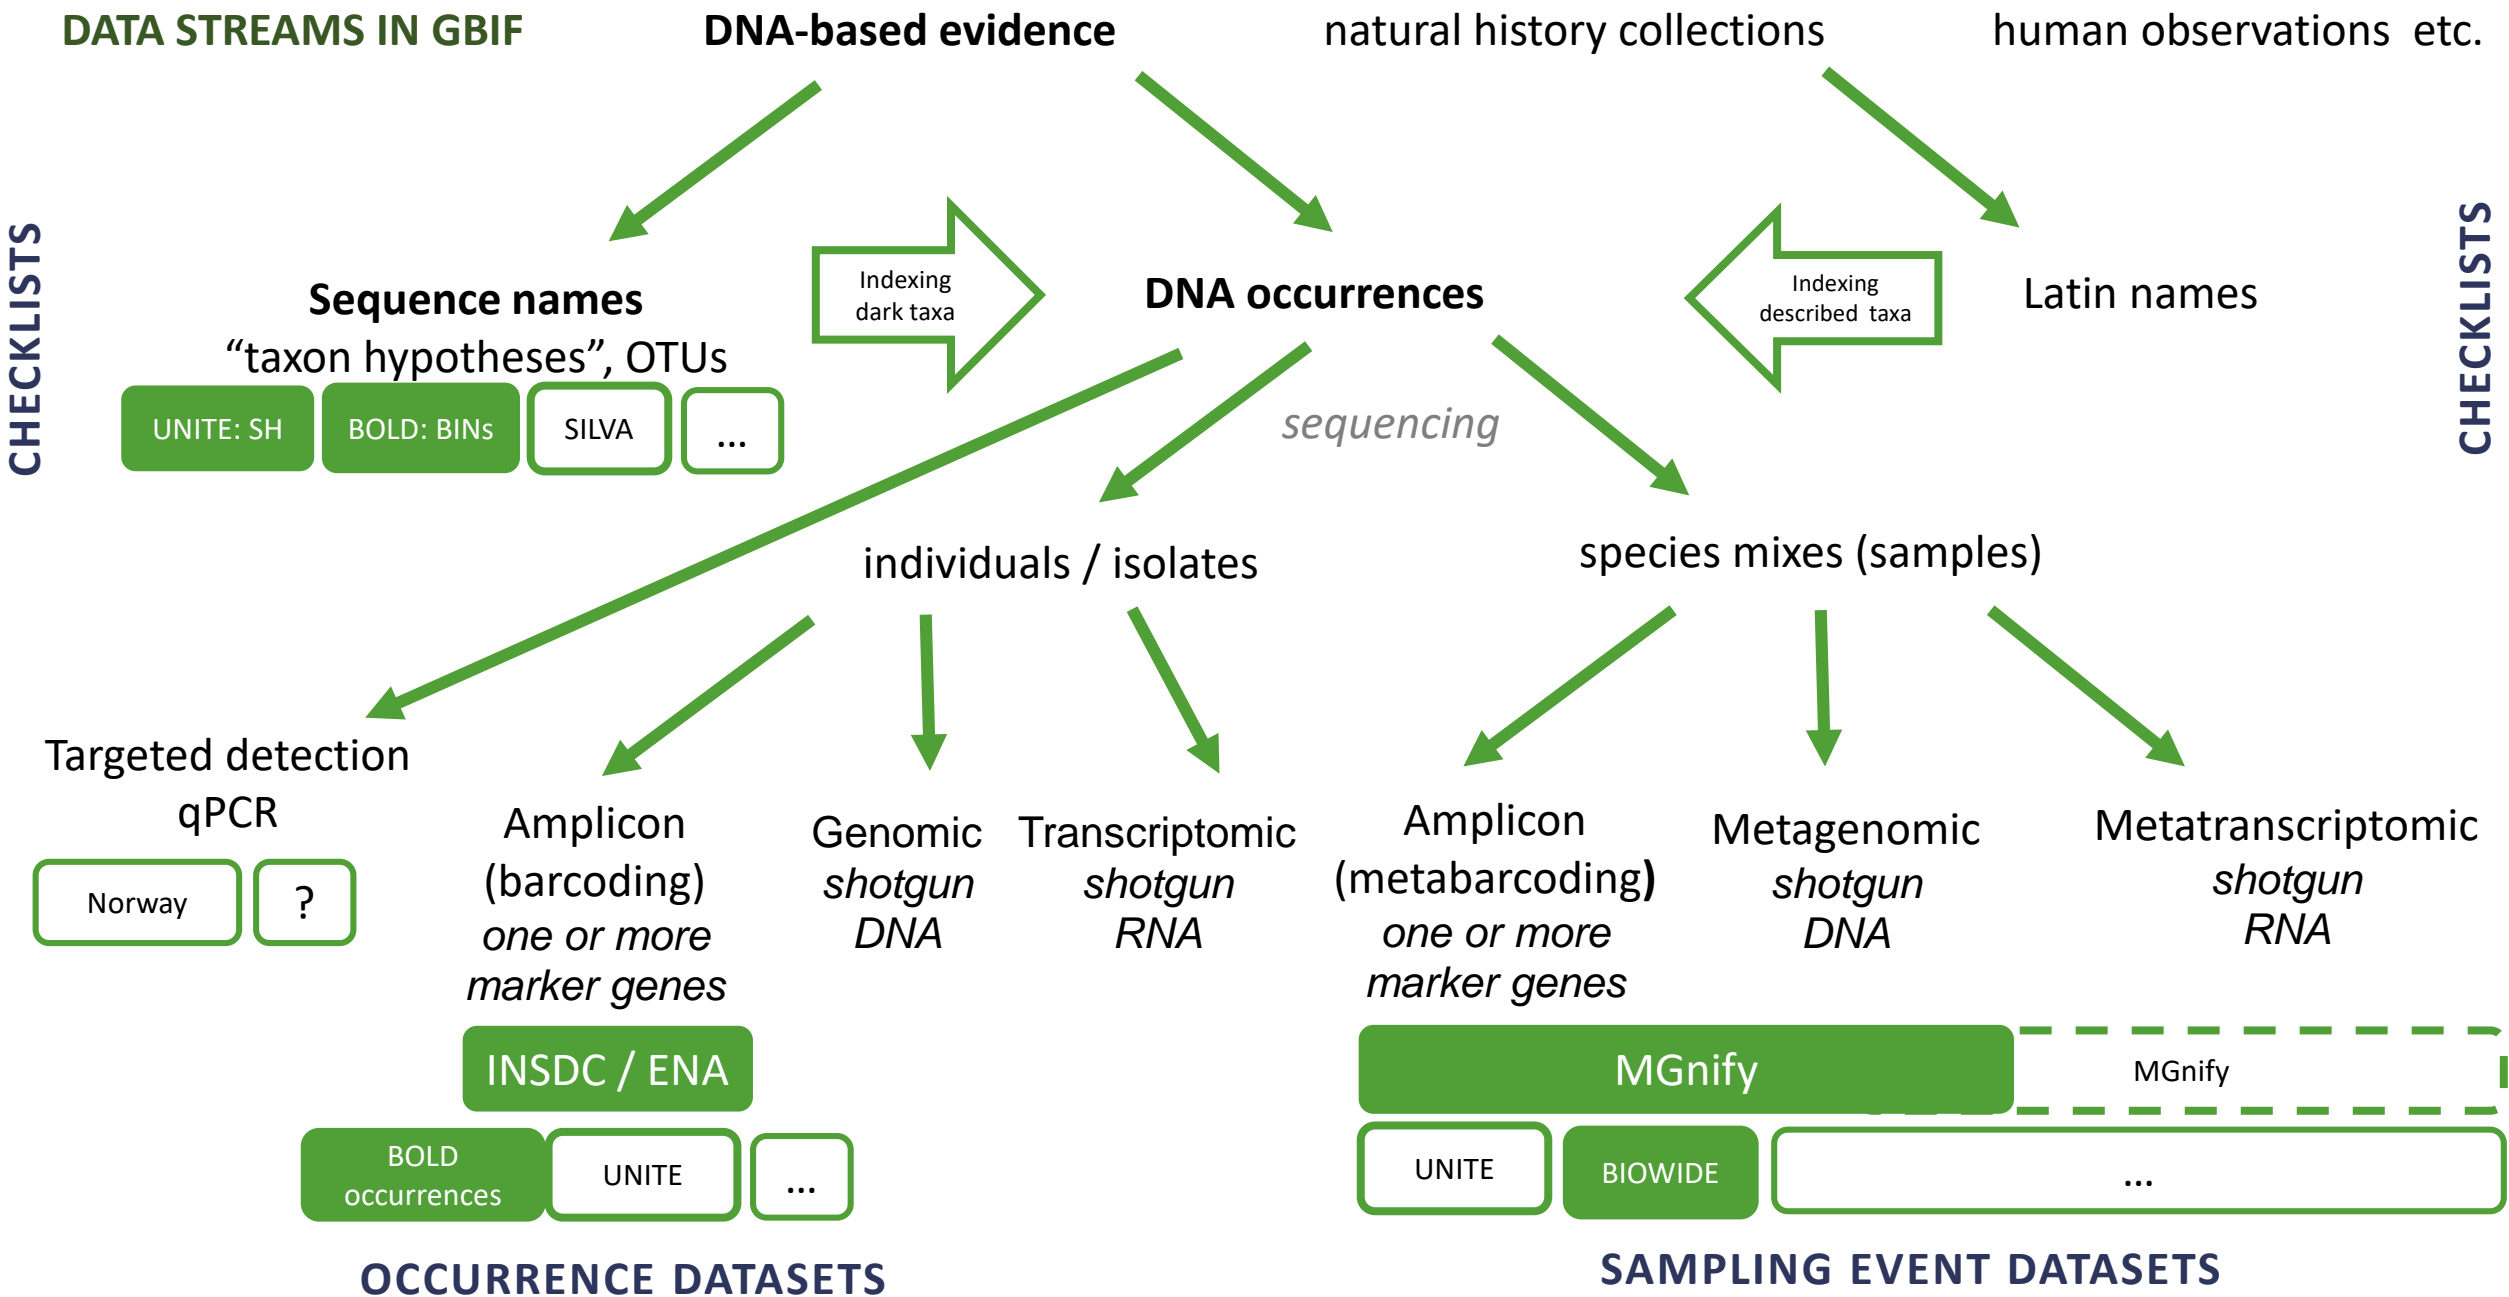 DATA STREAMS IN GBIF
DNA-based evidence
natural history collections
human observations etc.
CHECKLISTS
Sequence names
"taxon hypotheses", OTUs
UNITE: SH
BOLD: BINs
SILVA
...
Indexing
dark taxa
DNA occurrences
Indexing
described taxa
Latin names
CHECKLISTS
sequencing
individuals / isolates
species mixes (samples)
Targeted detection
qPCR
Norway
?
Amplicon
(barcoding)
one or more
marker genes
Genomic
shotgun
DNA
Transcriptomic
shotgun
RNA
Amplicon
(metabarcoding)
one or more
marker genes
Metagenomic
shotgun
DNA
Metatranscriptomic
shotgun
RNA
INSDC / ENA
BOLD
occurrences
UNITE
...
MGnify
MGnify
UNITE
BIOWIDE
...
OCCURRENCE DATASETS
SAMPLING EVENT DATASETS